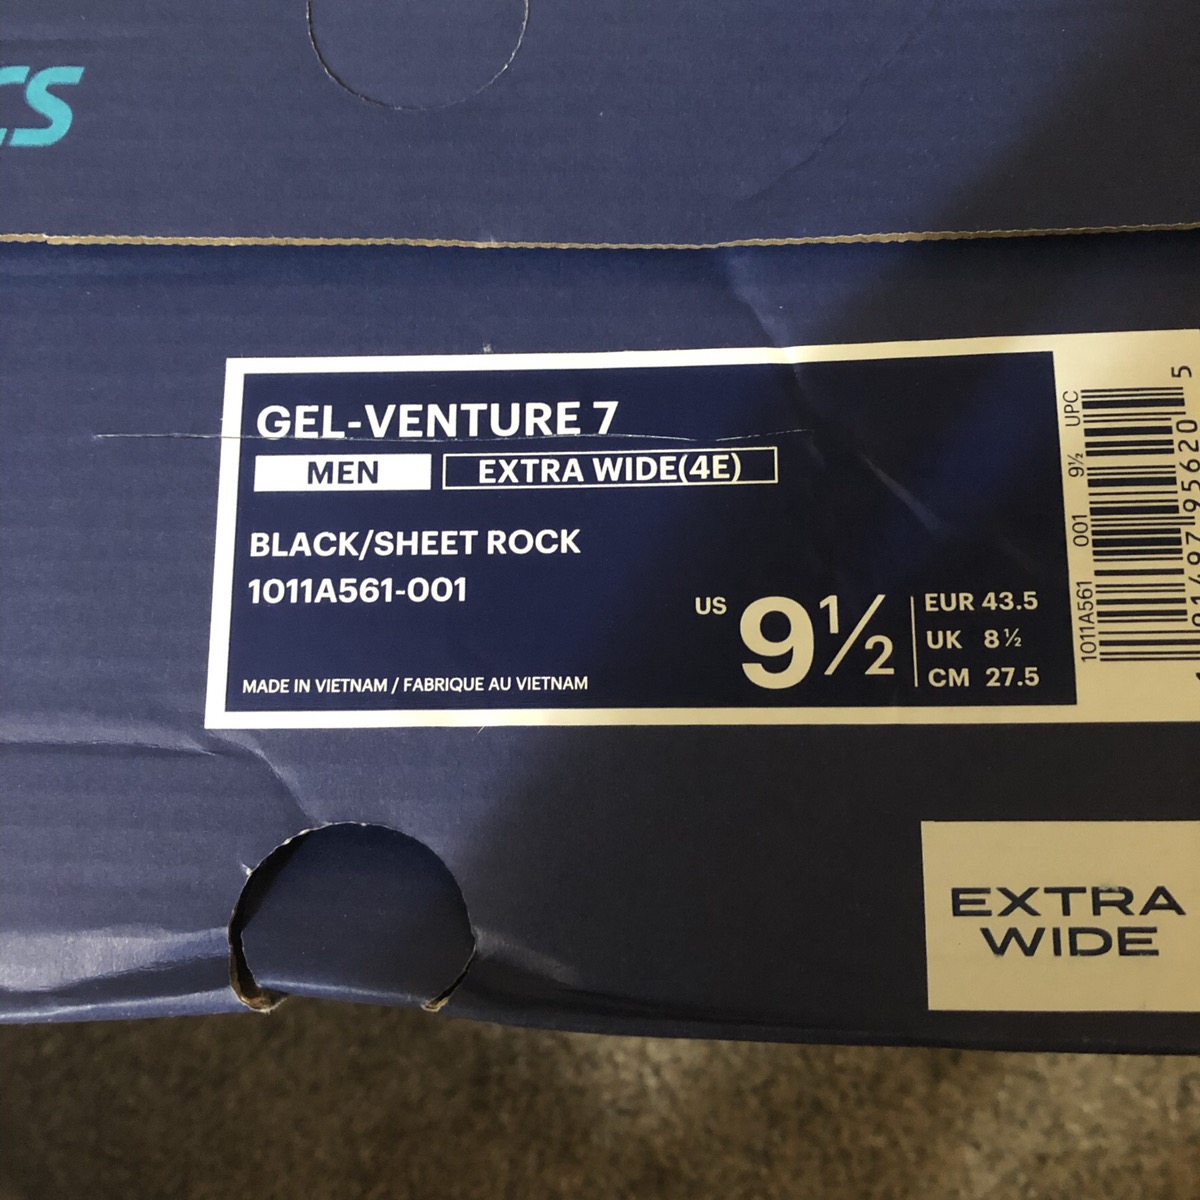 CS
GEL-VENTURE 7
MEN
EXTRA WIDE(4E)
BLACK/SHEET ROCK
1011A561-001
US 9½
EUR 43.5
UK 8½
CM 27.5
MADE IN VIETNAM / FABRIQUE AU VIETNAM
1011A561 001 9½ UPC
EXTRA
WIDE